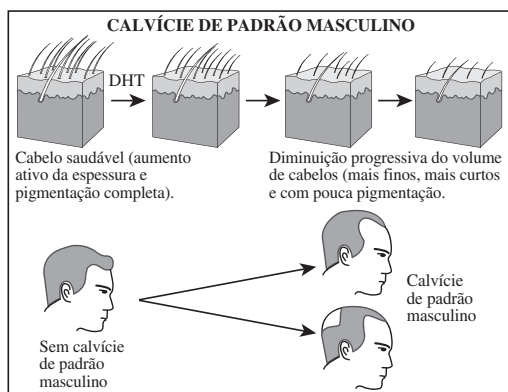 CALVÍCIE DE PADRÃO MASCULINO
DHT
Cabelo saudável (aumento
ativo da espessura e
pigmentação completa).
Diminuição progressiva do volume
de cabelos (mais finos, mais curtos
e com pouca pigmentação.
Sem calvície
de padrão
masculino
Calvície
de padrão
masculino